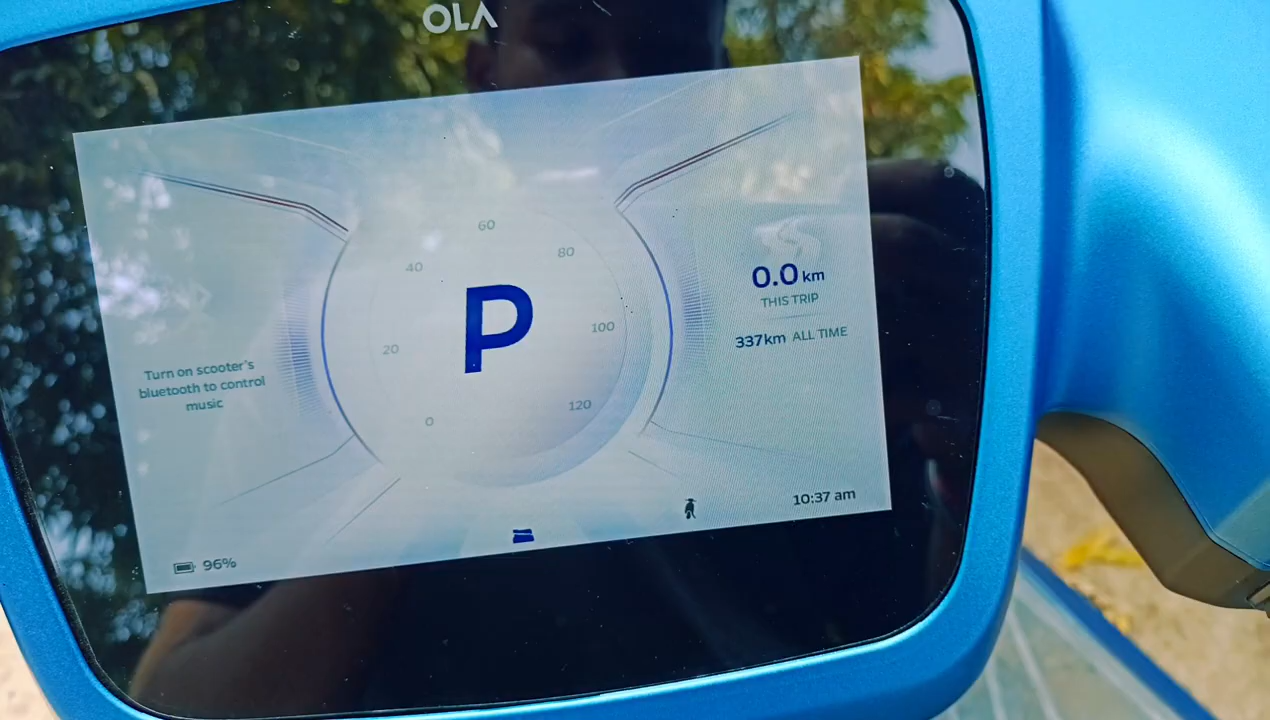 OLA
60
40
80
20
100
0
120
P
0.0 km
THIS TRIP
337km ALL TIME
Turn on scooter's
bluetooth to control
music
96%
10:37 am